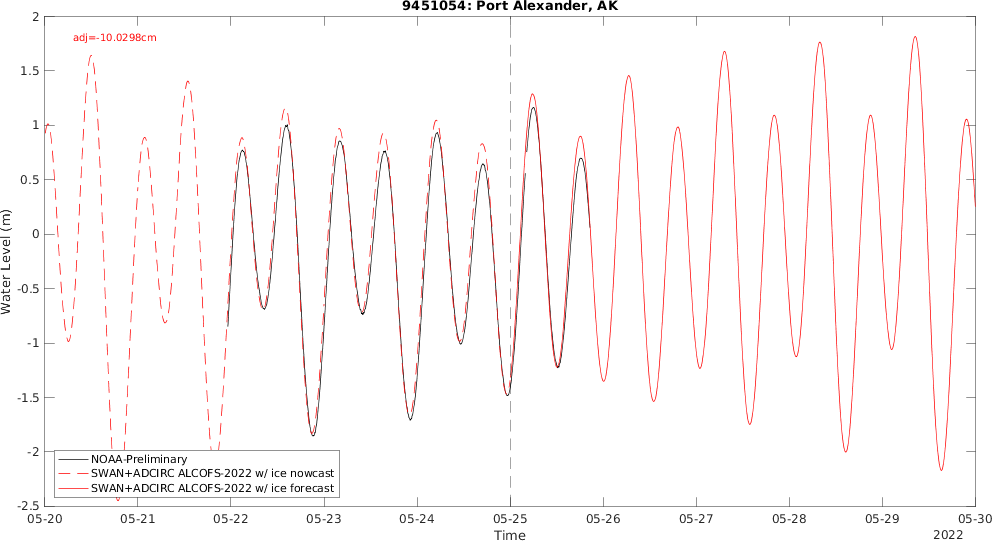 9451054: Port Alexander, AK
adj=-10.0298cm
2
1.5
1
0.5
0
-0.5
-1
-1.5
-2
-2.5
Water Level (m)
NOAA-Preliminary
SWAN+ADCIRC ALCOFS-2022 w/ ice nowcast
SWAN+ADCIRC ALCOFS-2022 w/ ice forecast
05-20 05-21 05-22 05-23 05-24 05-25 05-26 05-27 05-28 05-29 05-30
Time
2022